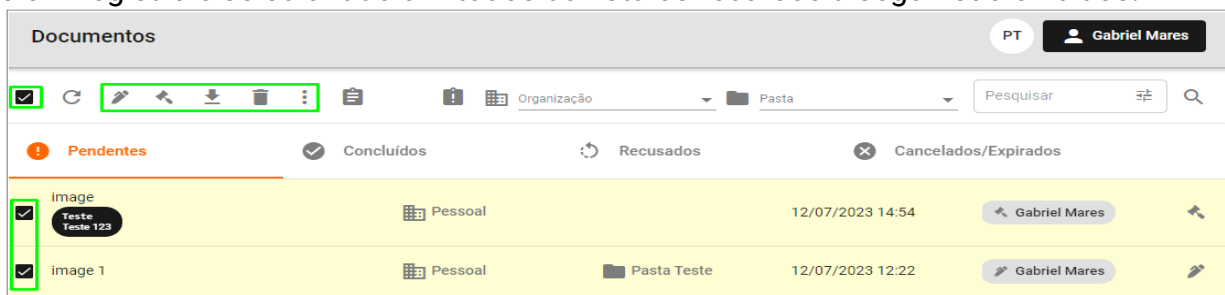 Documentos
PT
Gabriel Mares
Organização
Pasta
Pesquisar
Pendentes
Concluídos
Recusados
Cancelados/Expirados
image
Teste
Teste 123
Pessoal
12/07/2023 14:54
Gabriel Mares
image 1
Pessoal
Pasta Teste
12/07/2023 12:22
Gabriel Mares